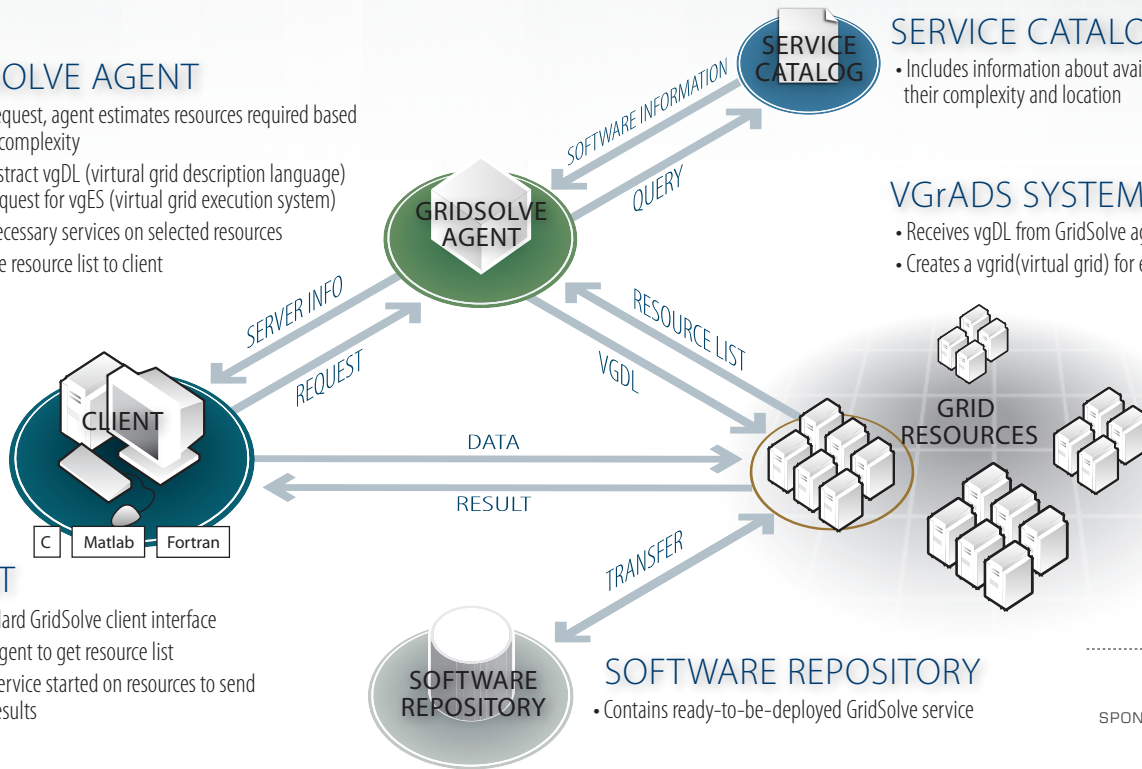 OLVE AGENT
equest, agent estimates resources required based
complexity
stract vgDL (virtural grid description language)
quest for vgES (virtual grid execution system)
ecessary services on selected resources
e resource list to client
SERVICE
CATALOG
SERVICE CATALO
• Includes information about avai
their complexity and location
SOFTWARE INFORMATION
QUERY
GRIDSOLVE
AGENT
VGrADS SYSTEM
• Receives vgDL from GridSolve ag
• Creates a vgrid(virtual grid) for e
SERVER INFO
REQUEST
RESOURCE LIST
VGDL
CLIENT
C
Matlab
Fortran
DATA
RESULT
GRID
RESOURCES
TRANSFER
T
lard GridSolve client interface
gent to get resource list
ervice started on resources to send
esults
SOFTWARE
REPOSITORY
SOFTWARE REPOSITORY
• Contains ready-to-be-deployed GridSolve service
SPON